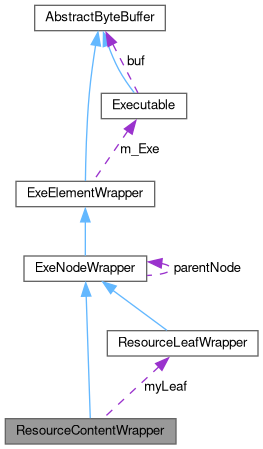 AbstractByteBuffer
buf
Executable
m_Exe
ExeElementWrapper
ExeNodeWrapper
parentNode
ResourceLeafWrapper
myLeaf
ResourceContentWrapper